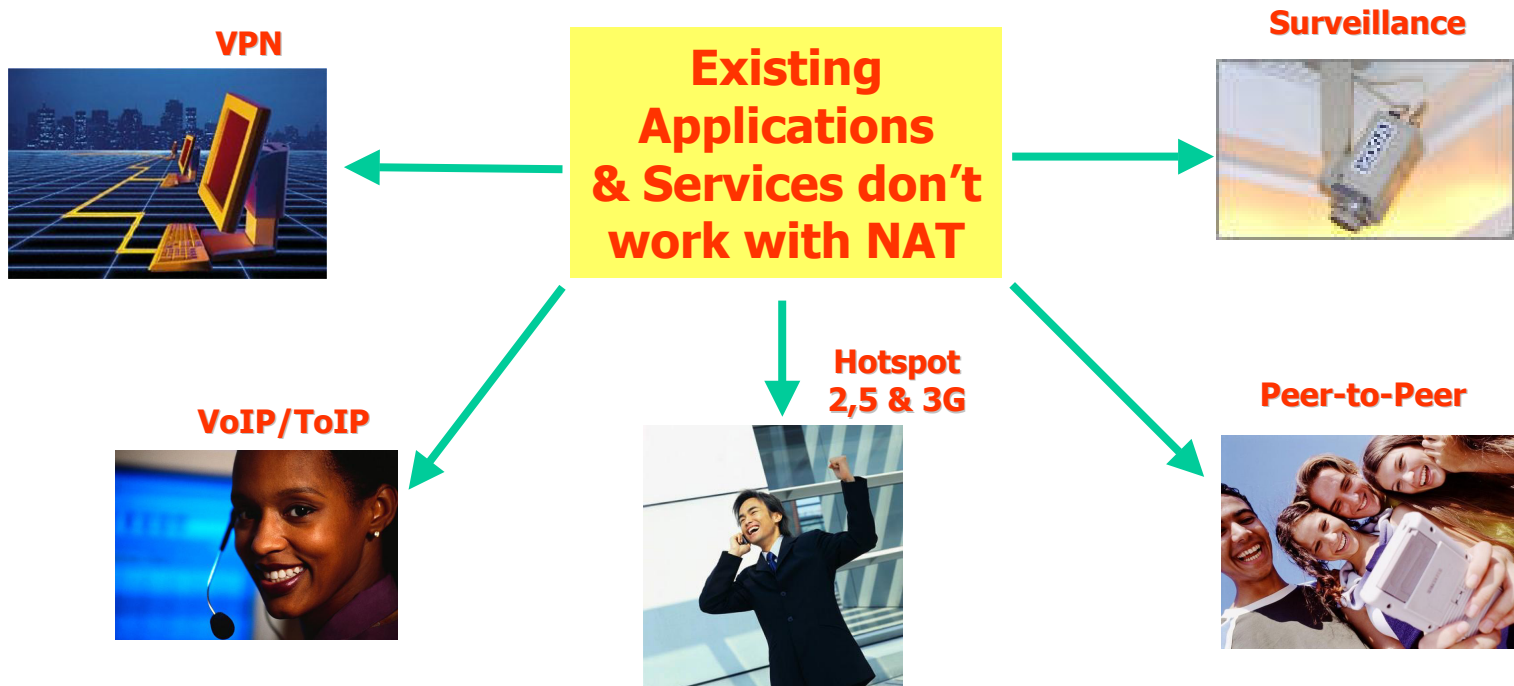 VPN
Existing
Applications
& Services don't
work with NAT
Surveillance
VoIP/ToIP
Hotspot
2,5 & 3G
Peer-to-Peer